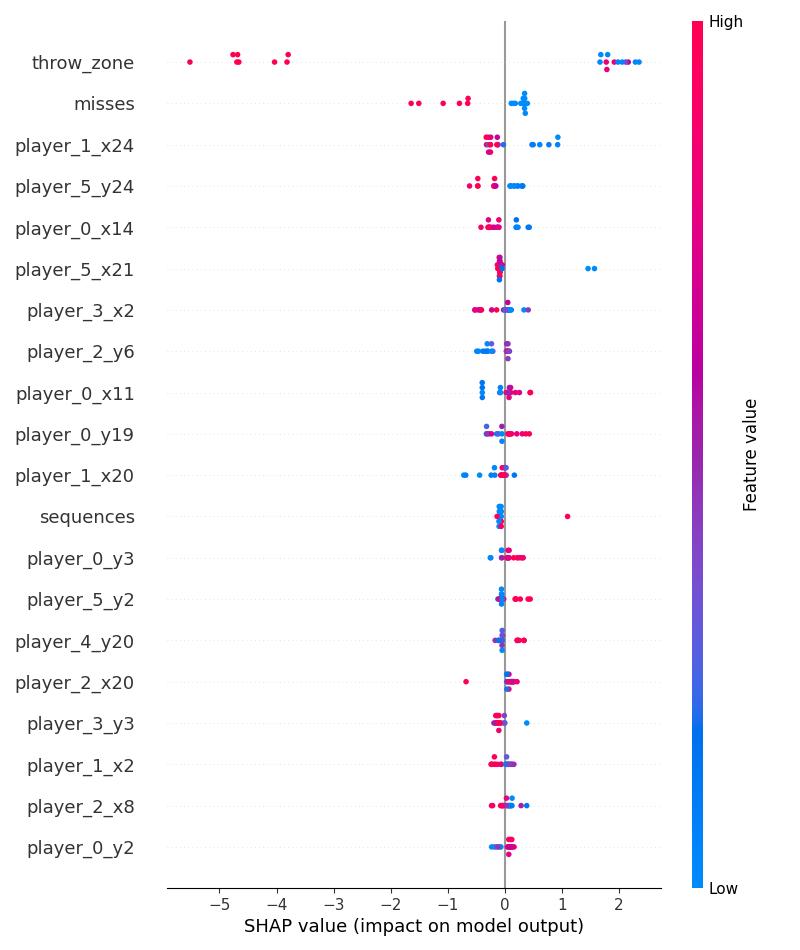 High
throw_zone
misses
player_1_x24
player_5_y24
player_0_x14
player_5_x21
player_3_x2
player_2_y6
player_0_x11
player_0_y19
player_1_x20
sequences
player_0_y3
player_5_y2
player_4_y20
player_2_x20
player_3_y3
player_1_x2
player_2_x8
player_0_y2
Feature value
Low
−5 −4 −3 −2 −1 0 1 2
SHAP value (impact on model output)